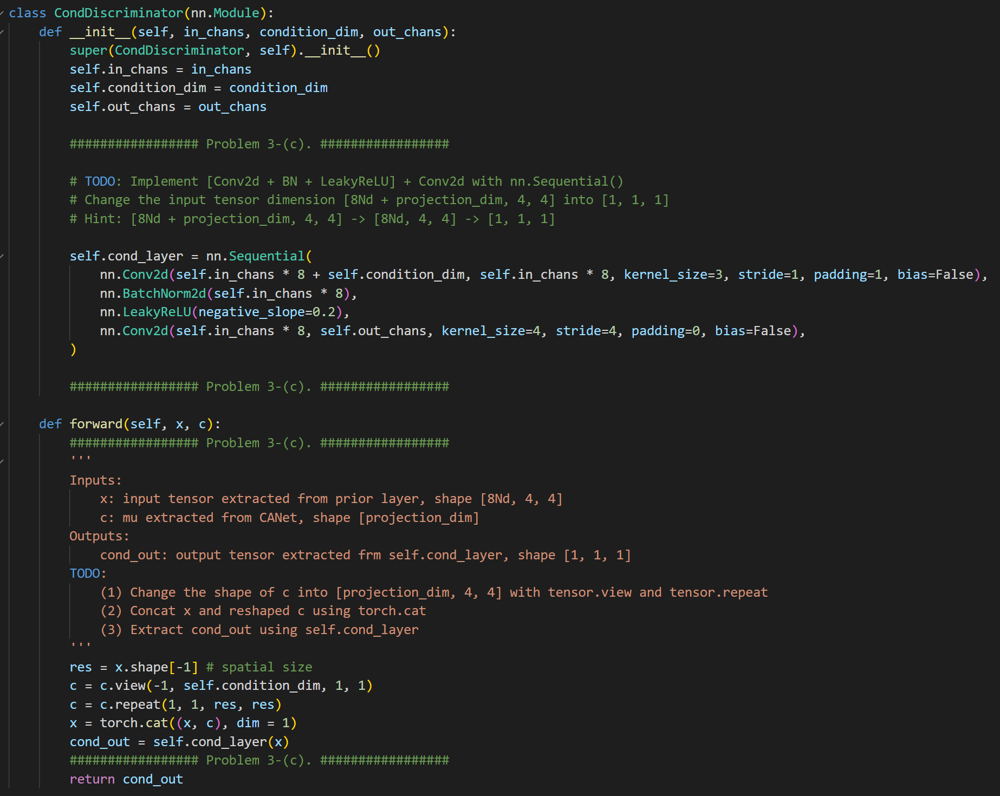 class CondDiscriminator(nn.Module):
    def __init__(self, in_chans, condition_dim, out_chans):
        super(CondDiscriminator, self).__init__()
        self.in_chans = in_chans
        self.condition_dim = condition_dim
        self.out_chans = out_chans

        ################# Problem 3-(c). #################

        # TODO: Implement [Conv2d + BN + LeakyReLU] + Conv2d with nn.Sequential()
        # Change the input tensor dimension [8Nd + projection_dim, 4, 4] into [1, 1, 1]
        # Hint: [8Nd + projection_dim, 4, 4] -> [8Nd, 4, 4] -> [1, 1, 1]

        self.cond_layer = nn.Sequential(
            nn.Conv2d(self.in_chans * 8 + self.condition_dim, self.in_chans * 8, kernel_size=3, stride=1, padding=1, bias=False),
            nn.BatchNorm2d(self.in_chans * 8),
            nn.LeakyReLU(negative_slope=0.2),
            nn.Conv2d(self.in_chans * 8, self.out_chans, kernel_size=4, stride=4, padding=0, bias=False),
        )

        ################# Problem 3-(c). #################

    def forward(self, x, c):
        ################# Problem 3-(c). #################
        '''
        Inputs:
            x: input tensor extracted from prior layer, shape [8Nd, 4, 4]
            c: mu extracted from CANet, shape [projection_dim]
        Outputs:
            cond_out: output tensor extracted frm self.cond_layer, shape [1, 1, 1]
        TODO:
            (1) Change the shape of c into [projection_dim, 4, 4] with tensor.view and tensor.repeat
            (2) Concat x and reshaped c using torch.cat
            (3) Extract cond_out using self.cond_layer
        '''
        res = x.shape[-1] # spatial size
        c = c.view(-1, self.condition_dim, 1, 1)
        c = c.repeat(1, 1, res, res)
        x = torch.cat((x, c), dim = 1)
        cond_out = self.cond_layer(x)
        ################# Problem 3-(c). #################
        return cond_out